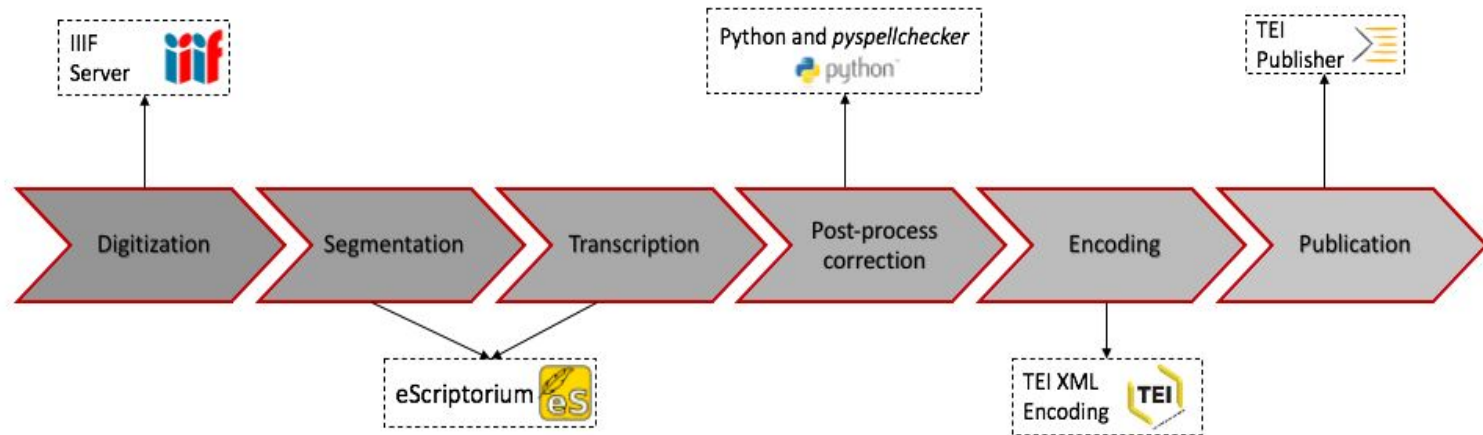 IIIF
Server
iiif
Python and pyspellchecker
python
TEI
Publisher
Digitization
Segmentation
Transcription
Post-process
correction
Encoding
Publication
eScriptorium
eS
TEI XML
Encoding
TEI